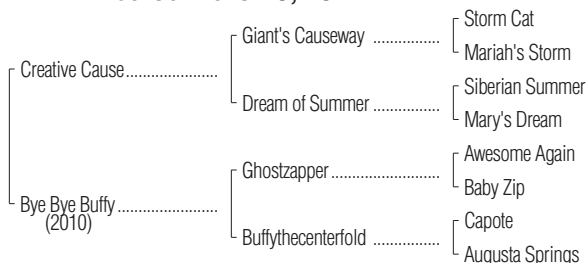 Giant's Causeway ................ Storm Cat
Mariah's Storm
Creative Cause......................
Dream of Summer ................ Siberian Summer
Mary's Dream
Ghostzapper .......................... Awesome Again
Baby Zip
Bye Bye Buffy ........................
(2010)
Buffythecenterfold ................ Capote
Augusta Springs